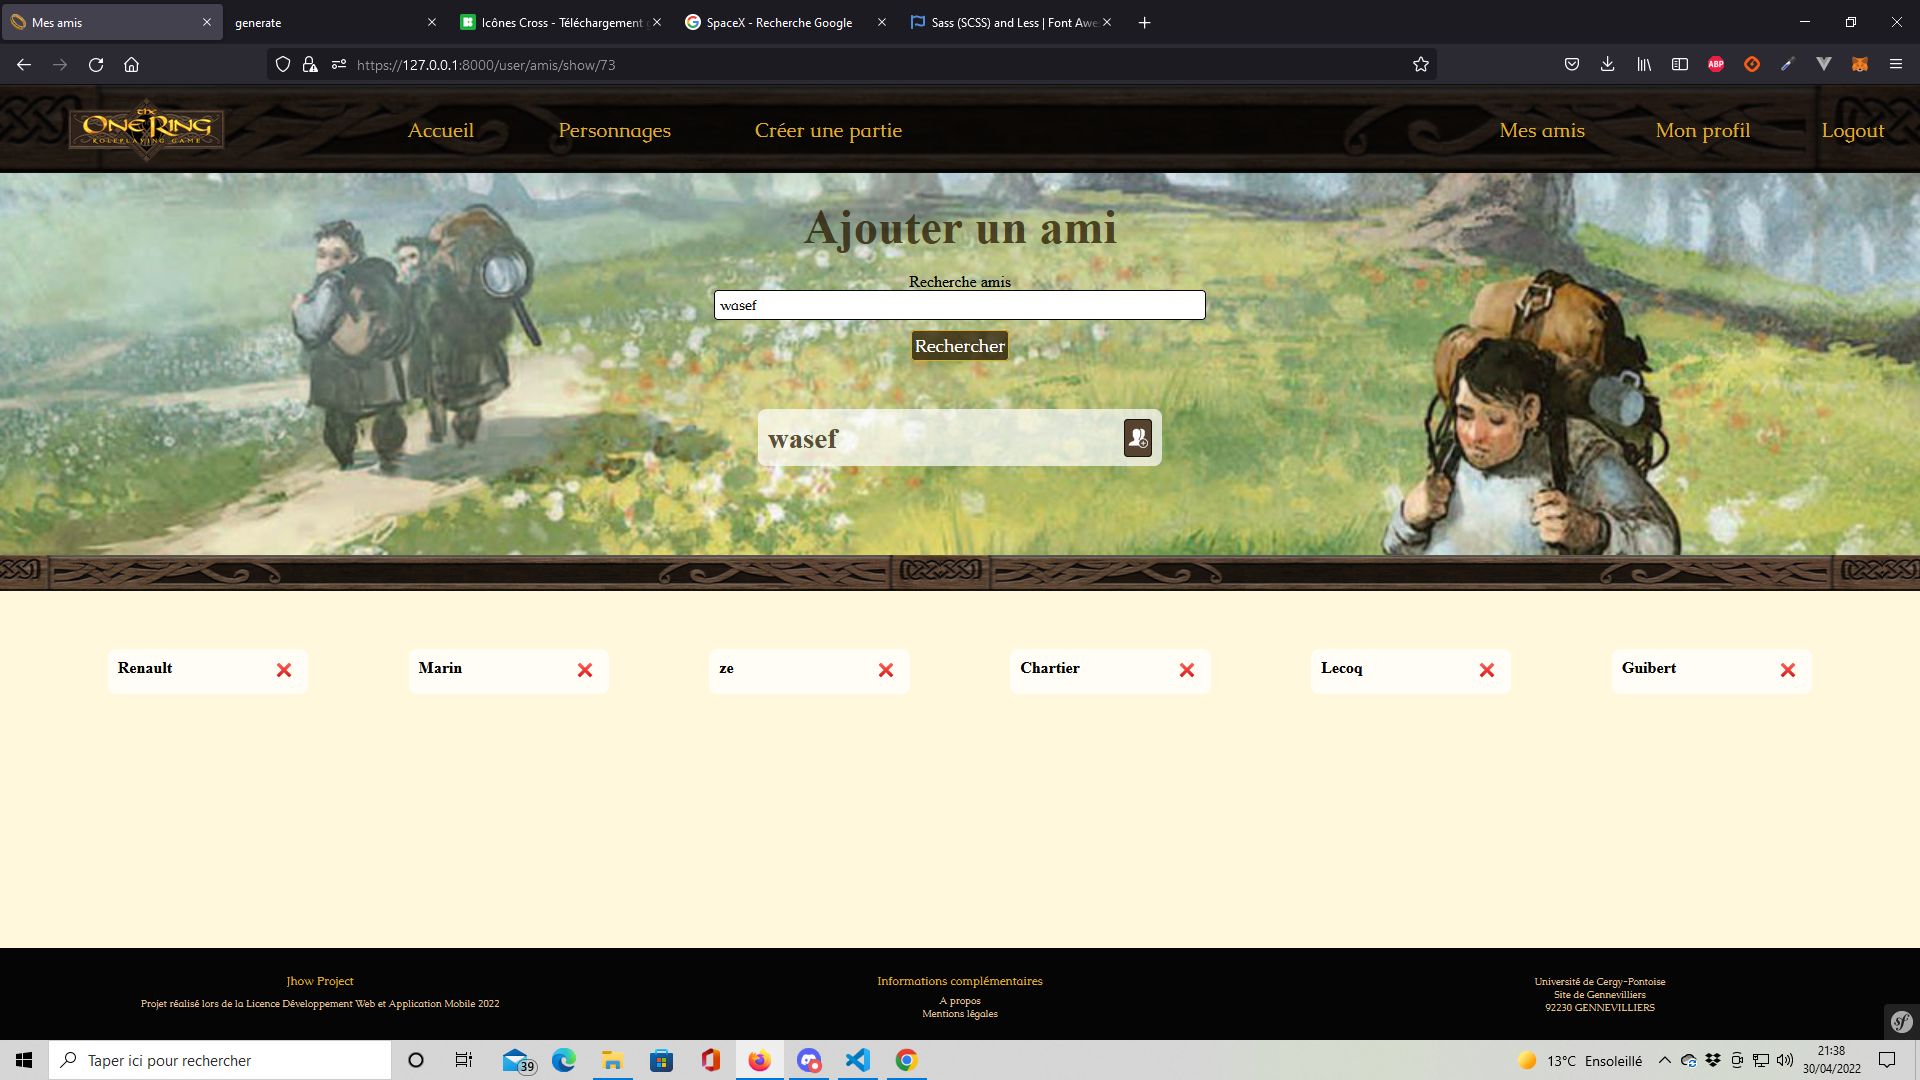 Mes amis
generate
Icônes Cross - Téléchargement g
SpaceX - Recherche Google
Sass (SCSS) and Less | Font Awe
https://127.0.0.1:8000/user/amis/show/73
ABP
the
ONE RING
ROLEPLAYING GAME
Accueil
Personnages
Créer une partie
Mes amis
Mon profil
Logout
Ajouter un ami
Recherche amis
wasef
Rechercher
wasef
Renault
Marin
ze
Chartier
Lecoq
Guibert
Jhow Project
Projet réalisé lors de la Licence Développement Web et Application Mobile 2022
Informations complémentaires
A propos
Mentions légales
Université de Cergy-Pontoise
Site de Gennevilliers
92230 GENNEVILLIERS
sf
Taper ici pour rechercher
39
13°C Ensoleillé
21:38
30/04/2022